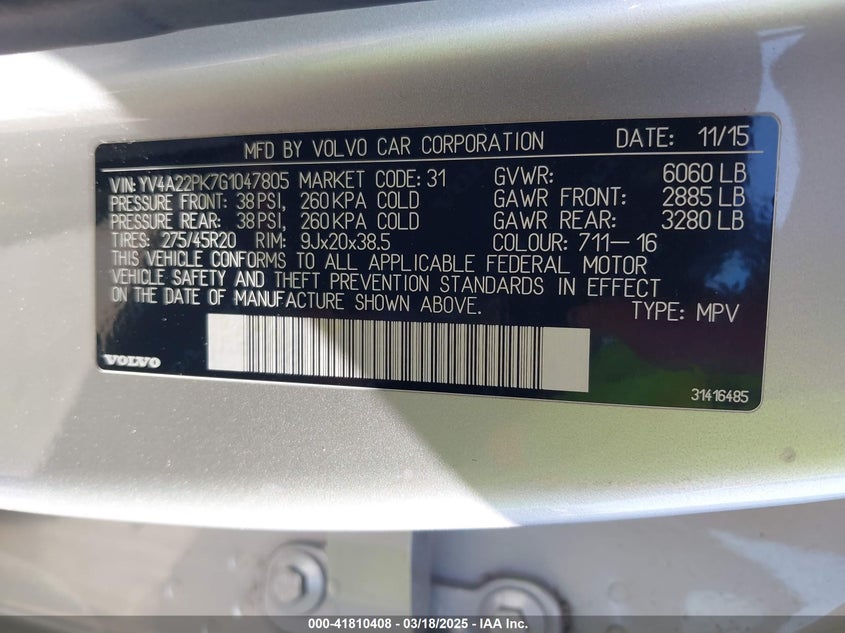 MFD BY VOLVO CAR CORPORATION DATE: 11/15
VIN: YV4A22PK7G1047805 MARKET CODE: 31 GVWR: 6060 LB
PRESSURE FRONT: 38 PSI, 260 KPA COLD GAWR FRONT: 2885 LB
PRESSURE REAR: 38 PSI, 260 KPA COLD GAWR REAR: 3280 LB
TIRES: 275/45R20 RIM: 9Jx20x38.5 COLOUR: 711-16
THIS VEHICLE CONFORMS TO ALL APPLICABLE FEDERAL MOTOR
VEHICLE SAFETY AND THEFT PREVENTION STANDARDS IN EFFECT
ON THE DATE OF MANUFACTURE SHOWN ABOVE. TYPE: MPV
VOLVO
31416485
000-41810408 - 03/18/2025 - IAA Inc.